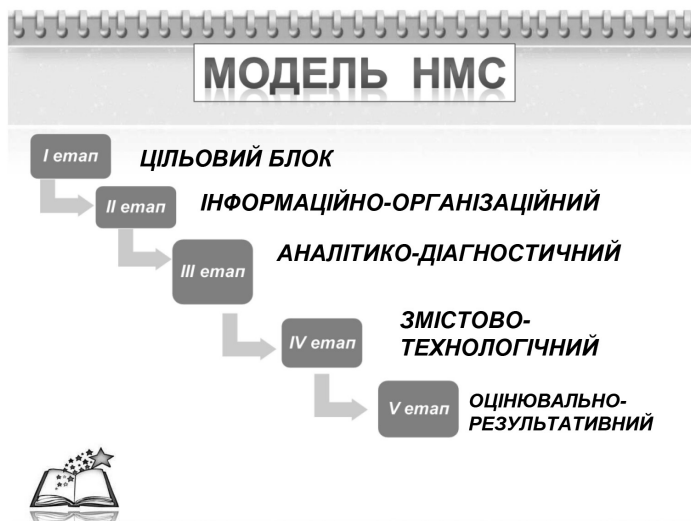 МОДЕЛЬ НМС
І етап
ЦІЛЬОВИЙ БЛОК
ІІ етап
ІНФОРМАЦІЙНО-ОРГАНІЗАЦІЙНИЙ
ІІІ етап
АНАЛІТИКО-ДІАГНОСТИЧНИЙ
IV етап
ЗМІСТОВО-
ТЕХНОЛОГІЧНИЙ
V етап
ОЦІНЮВАЛЬНО-
РЕЗУЛЬТАТИВНИЙ